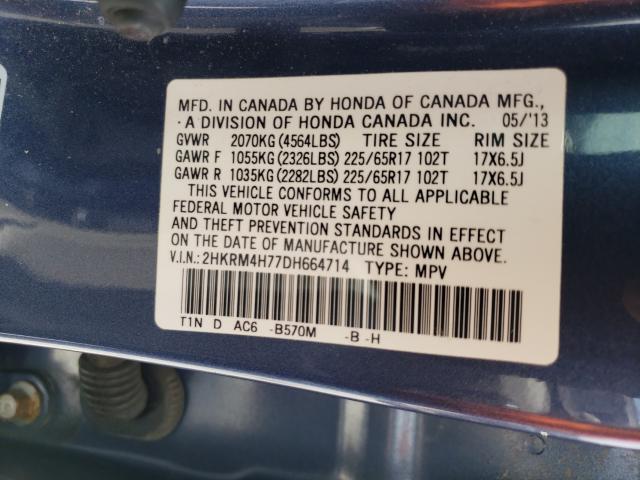 MFD. IN CANADA BY HONDA OF CANADA MFG.,
· A DIVISION OF HONDA CANADA INC. 05/'13
GVWR 2070KG (4564LBS) TIRE SIZE RIM SIZE
GAWR F 1055KG (2326LBS) 225/65R17 102T 17X6.5J
GAWR R 1035KG (2282LBS) 225/65R17 102T 17X6.5J
THIS VEHICLE CONFORMS TO ALL APPLICABLE
FEDERAL MOTOR VEHICLE SAFETY
AND THEFT PREVENTION STANDARDS IN EFFECT
ON THE DATE OF MANUFACTURE SHOWN ABOVE.
V.I.N.: 2HKRM4H77DH664714 TYPE: MPV
T1N D AC6 -B570M -B -H